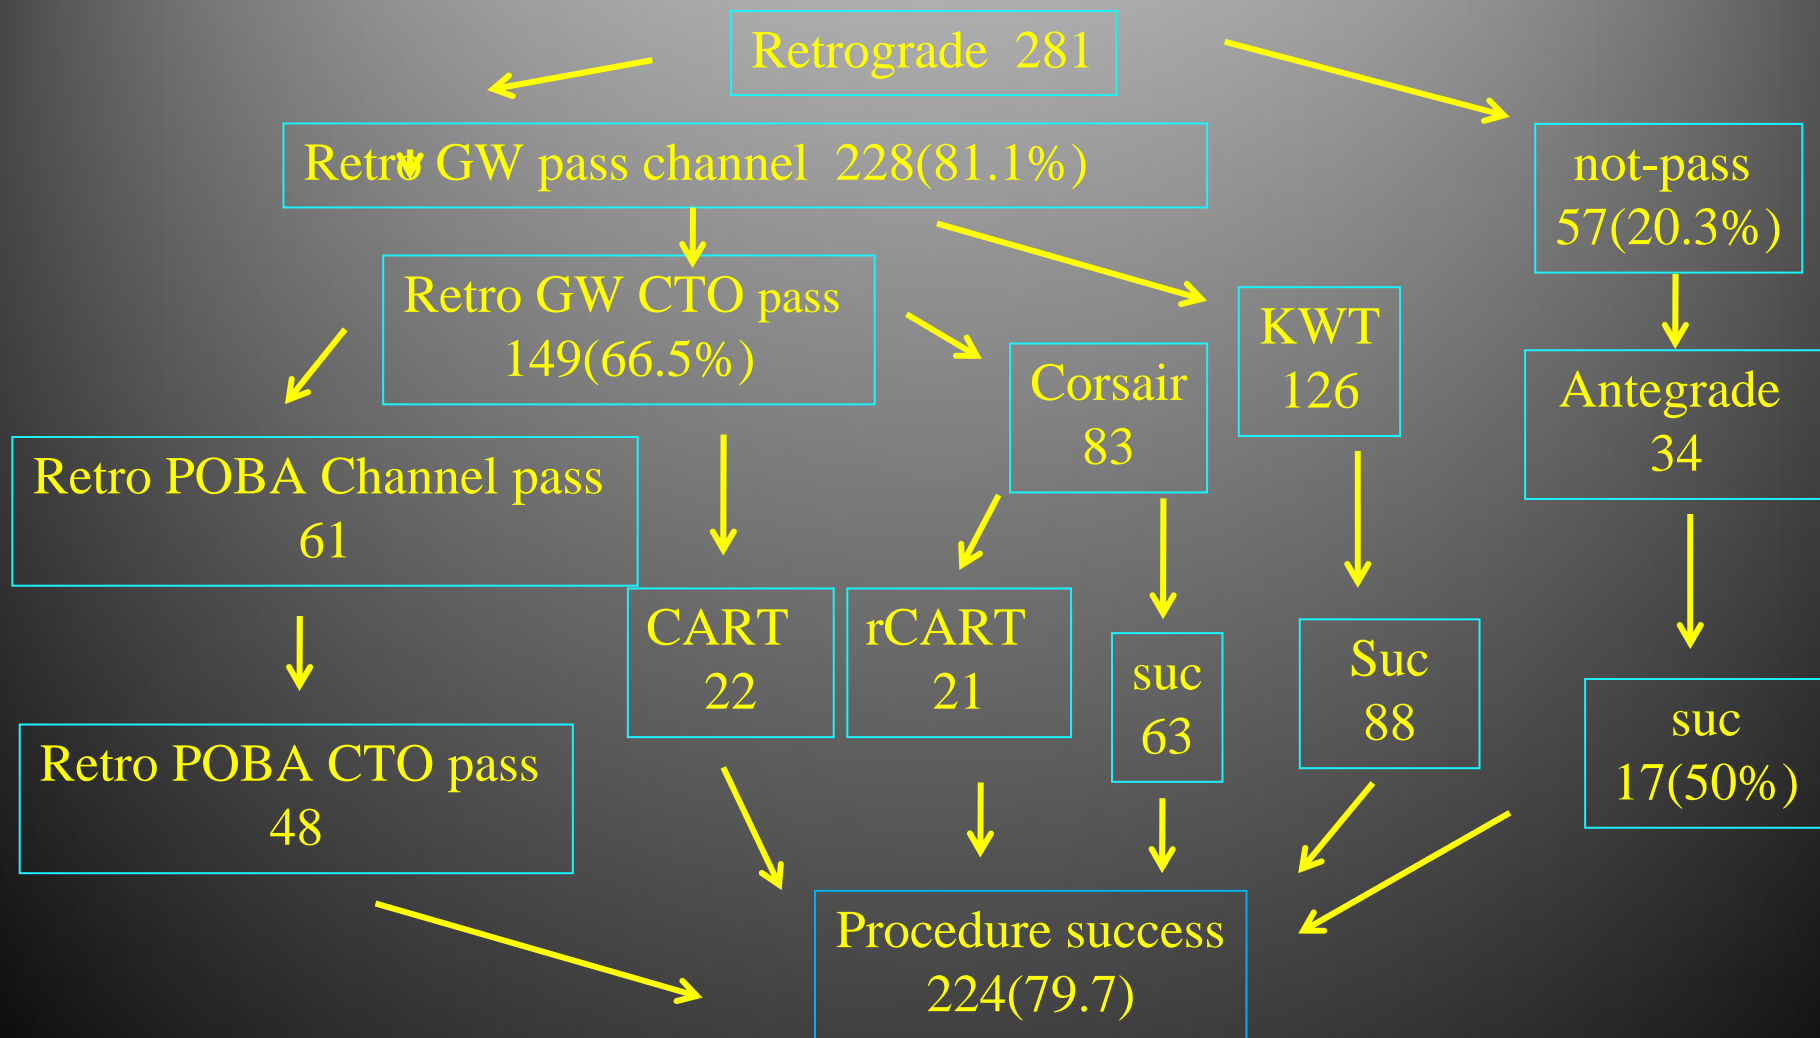 Retrograde 281
Retro GW pass channel 228(81.1%)
not-pass
57(20.3%)
Retro GW CTO pass
149(66.5%)
KWT
126
Corsair
83
Antegrade
34
Retro POBA Channel pass
61
CART
22
rCART
21
suc
63
Suc
88
suc
17(50%)
Retro POBA CTO pass
48
Procedure success
224(79.7)